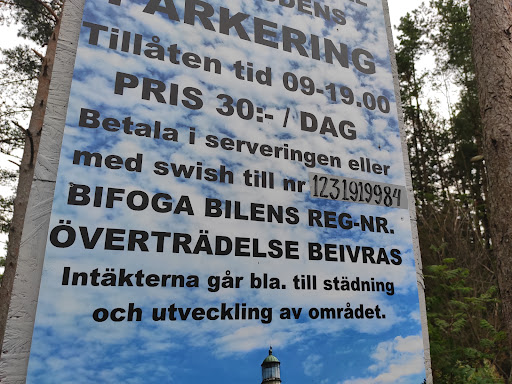 PARKERING
Tillåten tid 09-19.00
PRIS 30:- / DAG
Betala i serveringen eller
med swish till nr 1231919984
BIFOGA BILENS REG-NR.
ÖVERTRÄDELSE BEIVRAS
Intäkterna går bla. till städning
och utveckling av området.